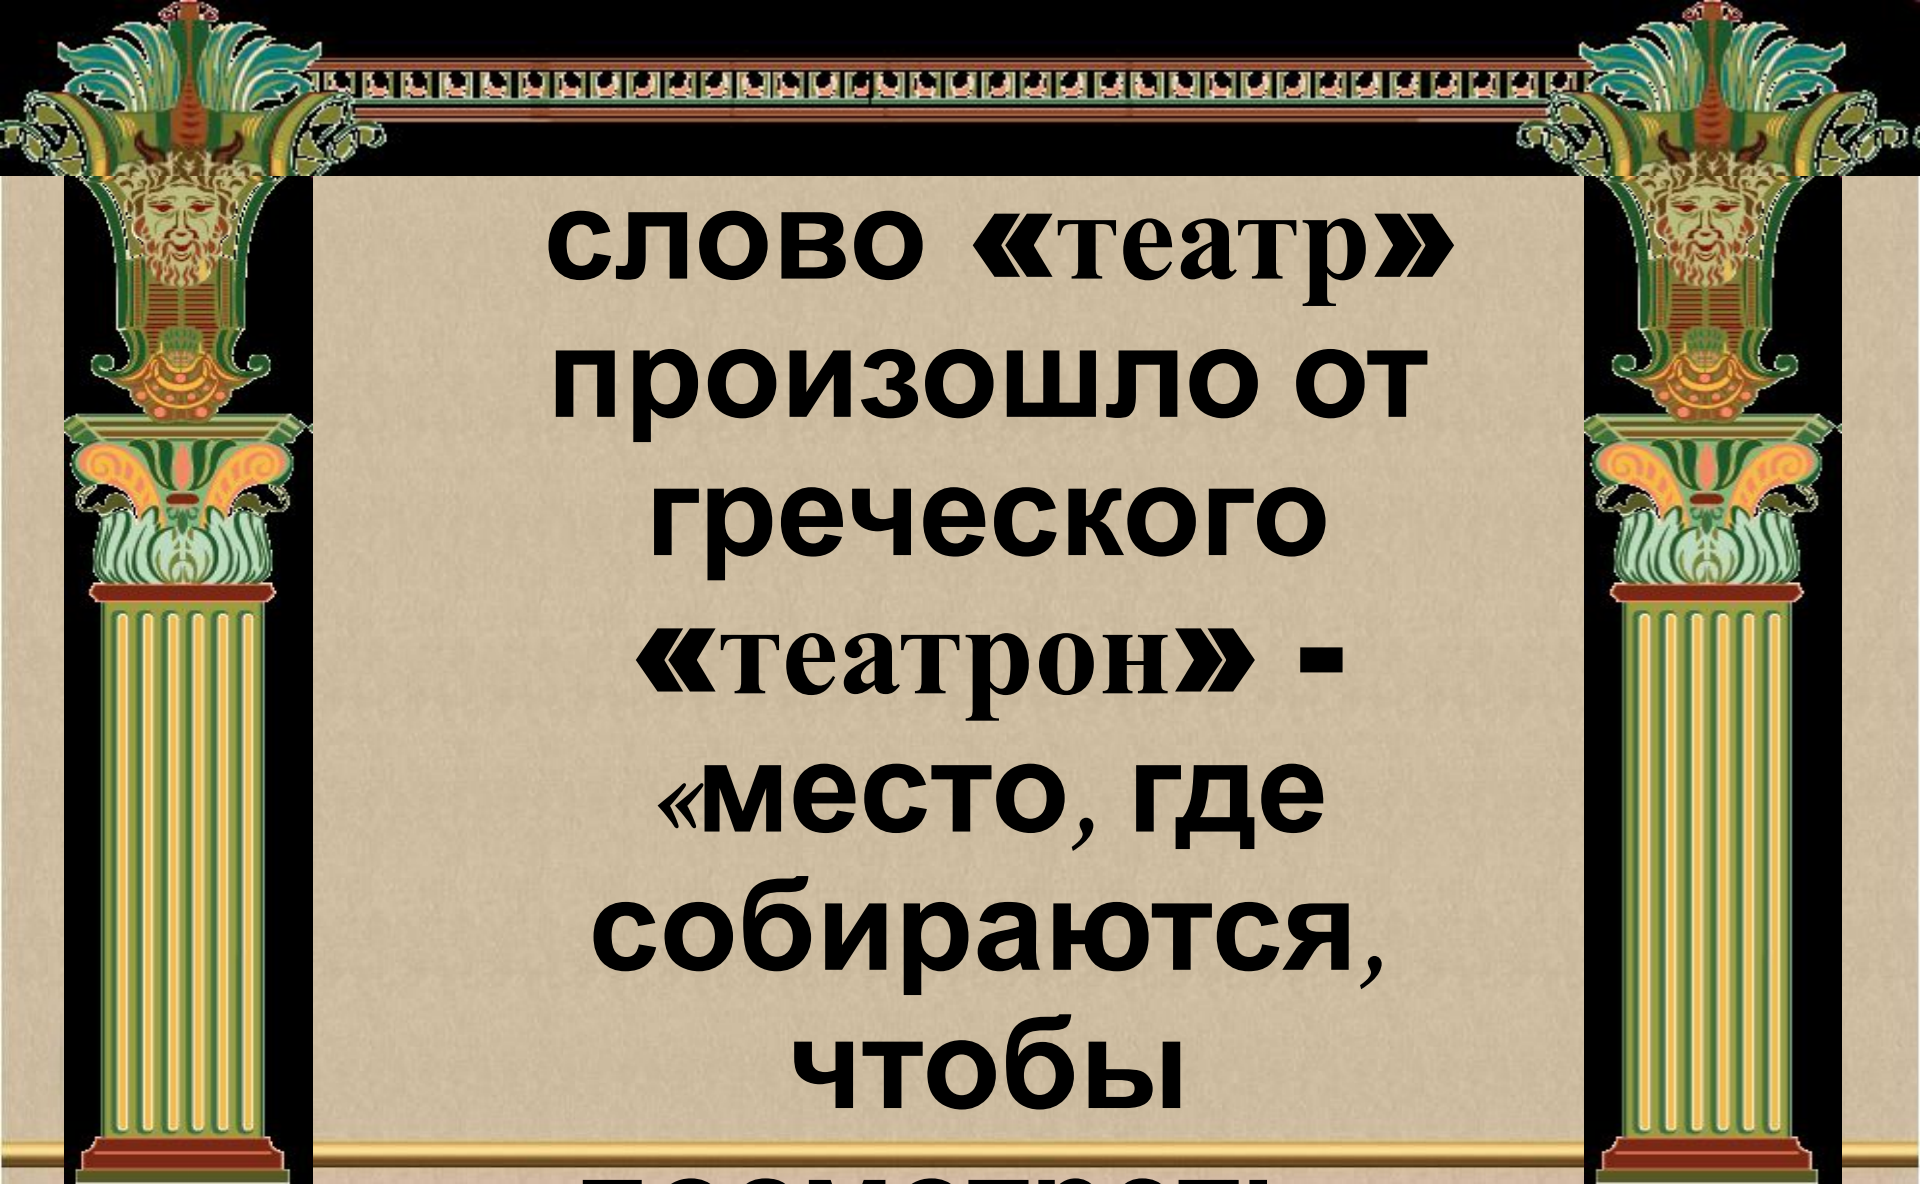 слово «театр»
произошло от
греческого
«театрон» -
«место, где
собираются,
чтобы